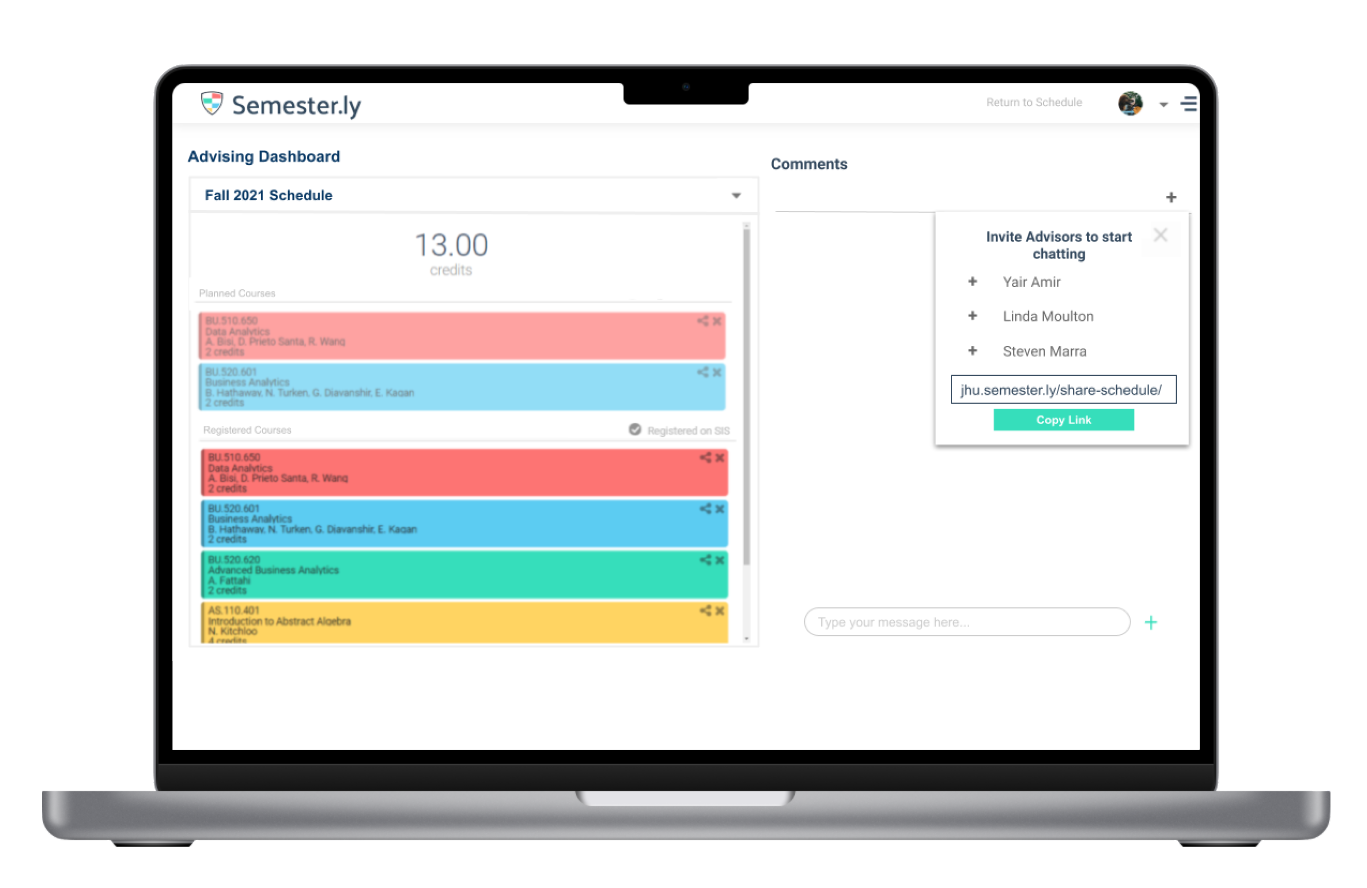 Semester.ly
Return to Schedule
Advising Dashboard
Fall 2021 Schedule
13.00
credits
Planned Courses
BU.510.650
Data Analytics
A. Bisi, D. Prieto Santa, R. Wang
2 credits
BU.520.601
Business Analytics
B. Hathaway, N. Turken, G. Diavanshir, E. Kagan
2 credits
Registered Courses
Registered on SIS
BU.510.650
Data Analytics
A. Bisi, D. Prieto Santa, R. Wang
2 credits
BU.520.601
Business Analytics
B. Hathaway, N. Turken, G. Diavanshir, E. Kagan
2 credits
BU.520.620
Advanced Business Analytics
A. Fattahi
2 credits
AS.110.401
Introduction to Abstract Algebra
N. Kitchloo
4 credits
Comments
Invite Advisors to start
chatting
Yair Amir
Linda Moulton
Steven Marra
jhu.semester.ly/share-schedule/
Copy Link
Type your message here...